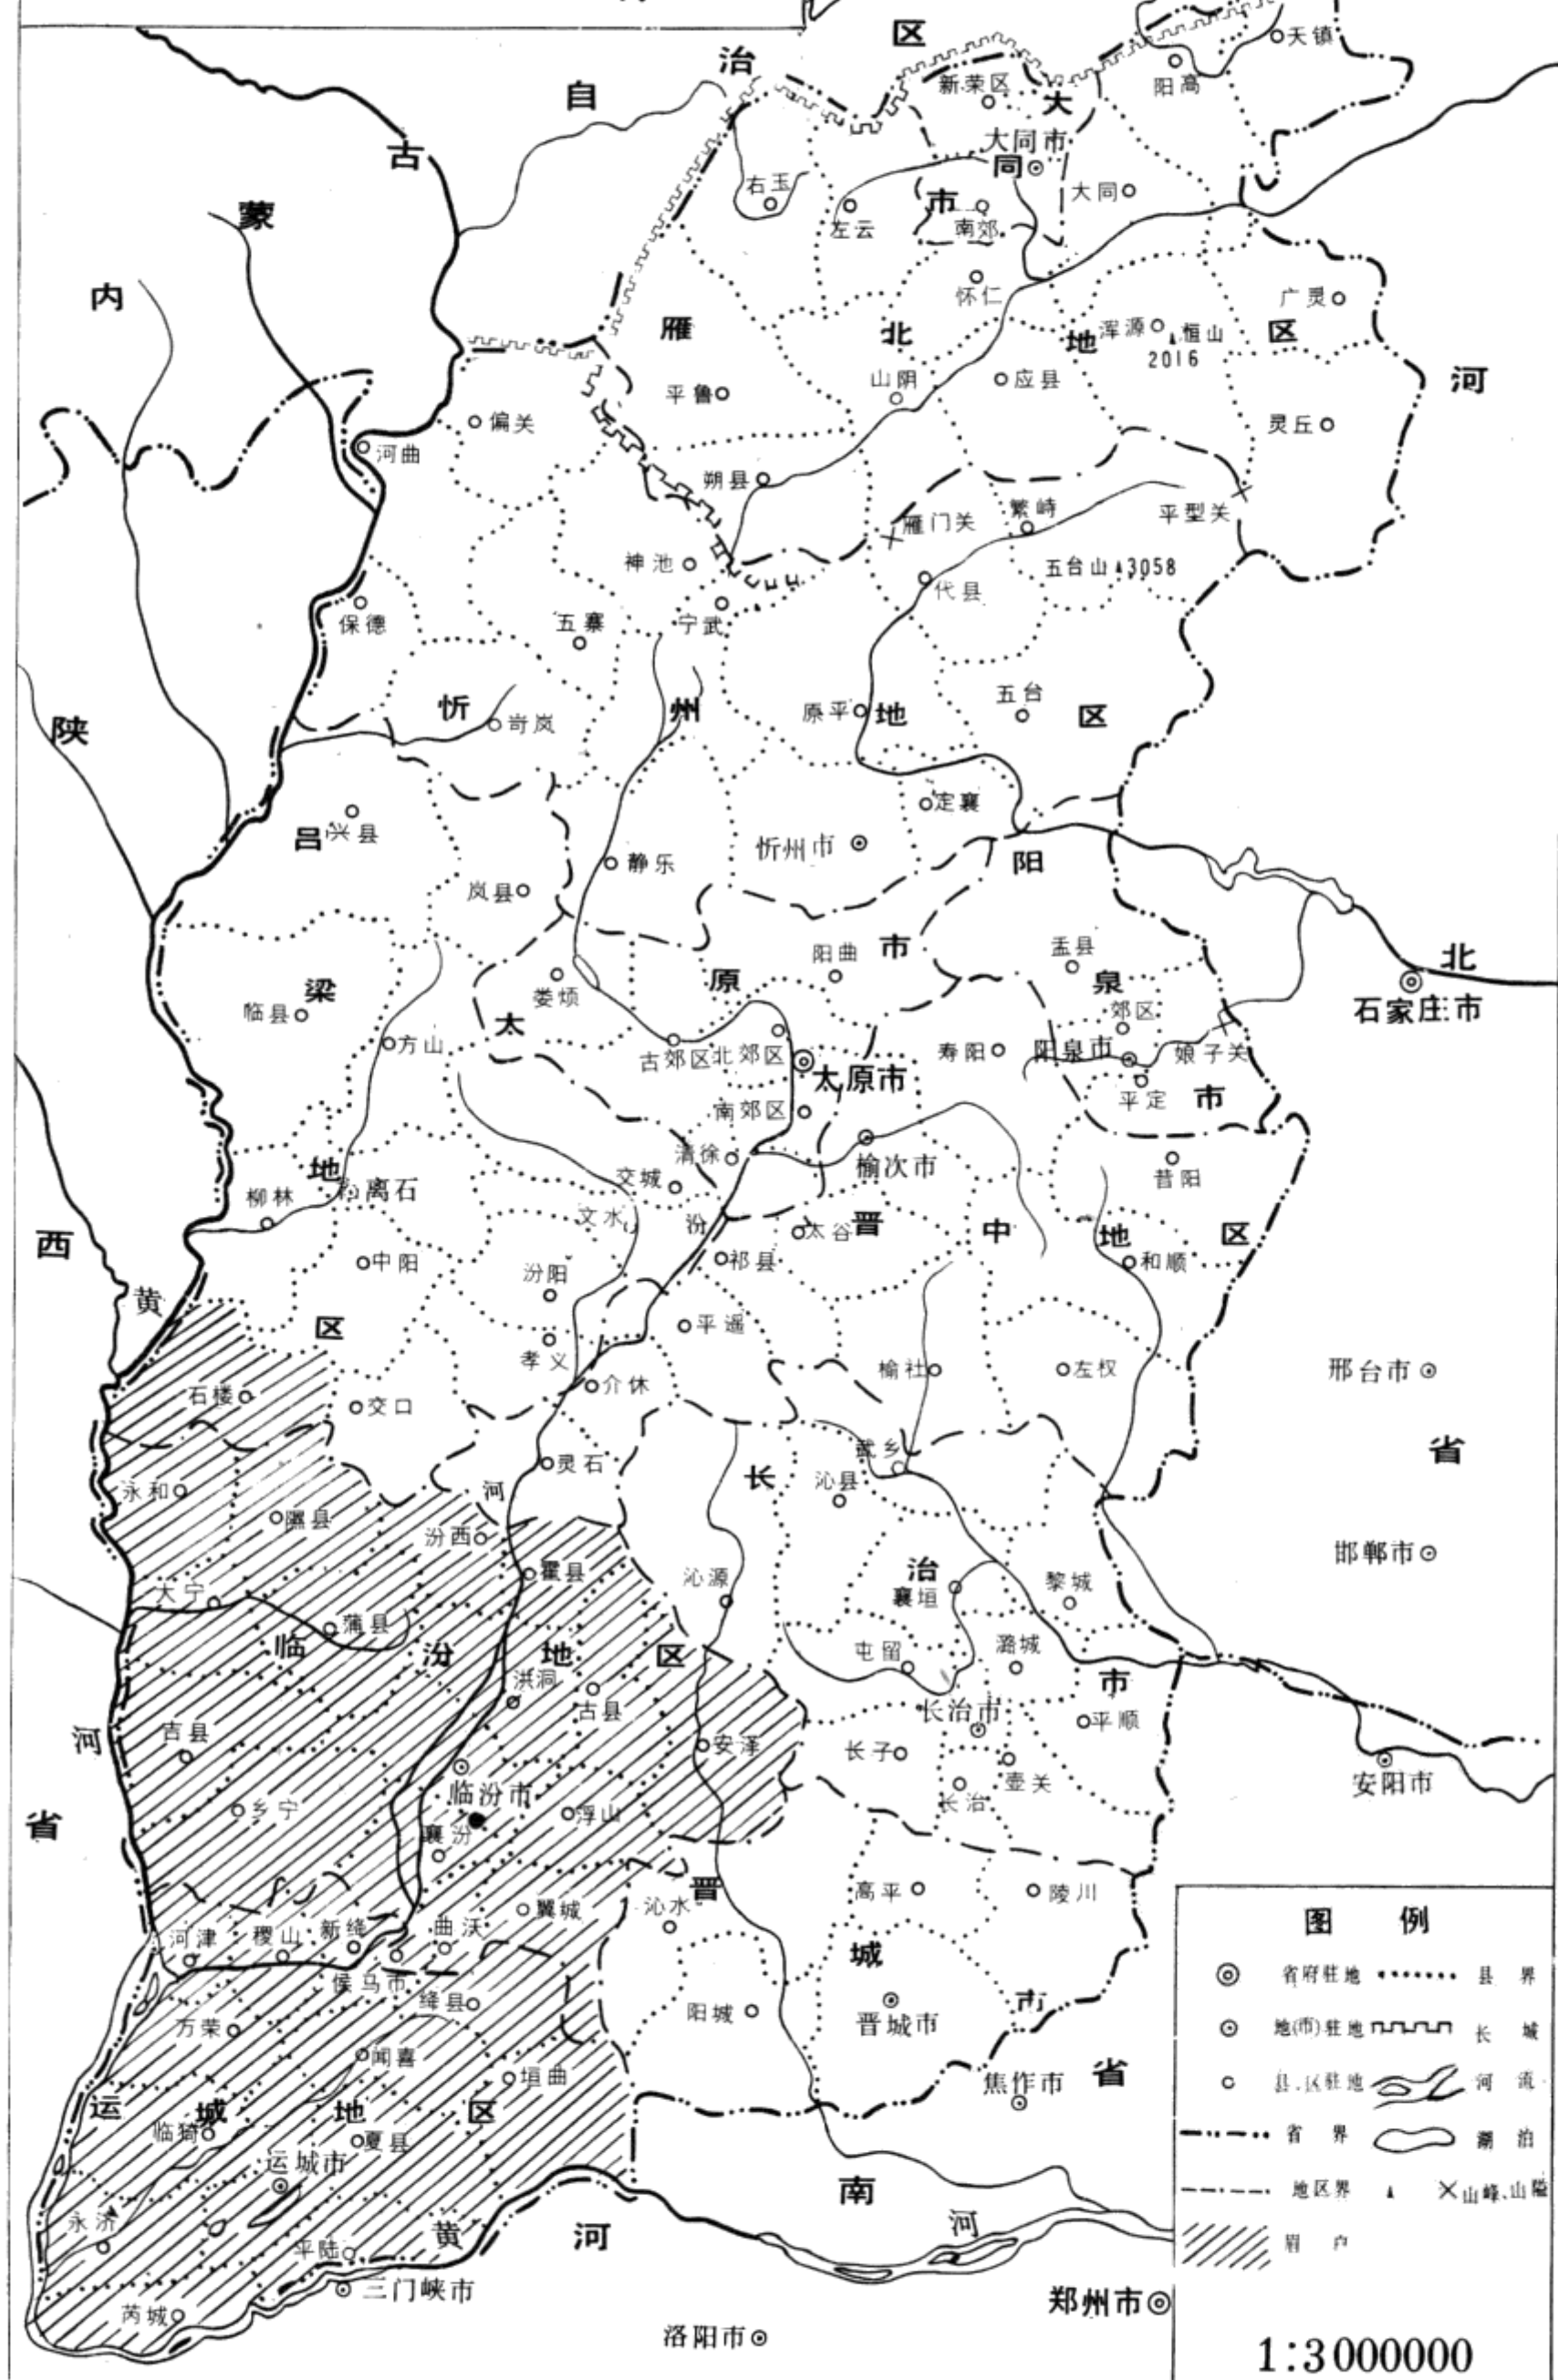 内
蒙
古
自
治
区
天镇
阳高
新荣区
大
同
市
大同市
大同
右玉
左云
南郊
怀仁
广灵
雁
北
地
区
浑源
恒山
2016
应县
山阴
平鲁
灵丘
河
偏关
河曲
朔县
雁门关
繁峙
平型关
神池
代县
五台山 3058
保德
五寨
宁武
陕
忻
州
地
区
岢岚
原平
五台
定襄
吕
兴县
静乐
忻州市
岚县
阳
泉
市
阳曲
盂县
原
市
太
娄烦
梁
临县
方山
古郊区
北郊区
太原市
南郊区
寿阳
阳泉市
郊区
娘子关
平定
北
石家庄市
清徐
榆次市
昔阳
交城
文水
汾
太谷
晋
中
地
区
和顺
祁县
地
柳林
离石
中阳
汾阳
西
黄
区
孝义
平遥
介休
榆社
左权
邢台市
省
石楼
交口
灵石
河
武乡
沁县
长
治
市
永和
隰县
汾西
霍县
沁源
襄垣
黎城
邯郸市
大宁
蒲县
临
汾
地
区
洪洞
古县
屯留
潞城
长治市
平顺
吉县
安泽
长子
壶关
长治
安阳市
河
省
乡宁
临汾市
襄汾
浮山
晋
城
市
高平
陵川
沁水
翼城
河津
稷山
新绛
曲沃
侯马市
绛县
阳城
晋城市
万荣
闻喜
垣曲
焦作市
省
运
城
地
区
临猗
夏县
运城市
永济
平陆
黄
河
南
河
芮城
三门峡市
洛阳市
郑州市
图 例
省府驻地
县 界
地(市)驻地
长 城
县、区驻地
河 流
省 界
湖 泊
地区界
山峰、山隘
眉 户
1:3000000